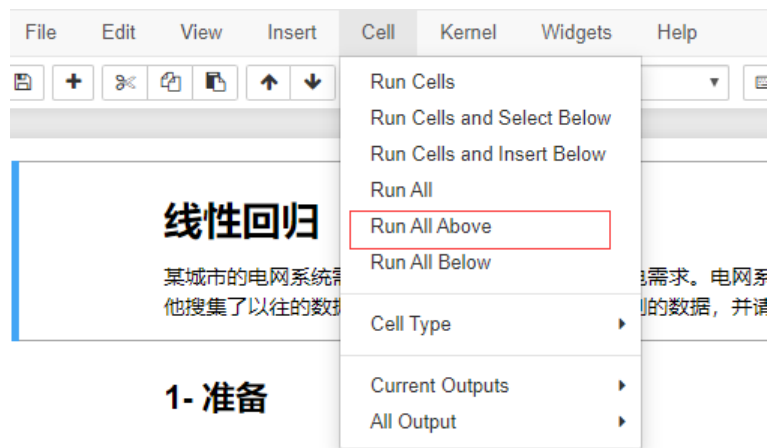 File Edit View Insert Cell Kernel Widgets Help
Run Cells
Run Cells and Select Below
Run Cells and Insert Below
Run All
Run All Above
Run All Below
Cell Type
Current Outputs
All Output
线性回归
某城市的电网系统需
电需求。电网系
他搜集了以往的数据
的数据，并请
1- 准备